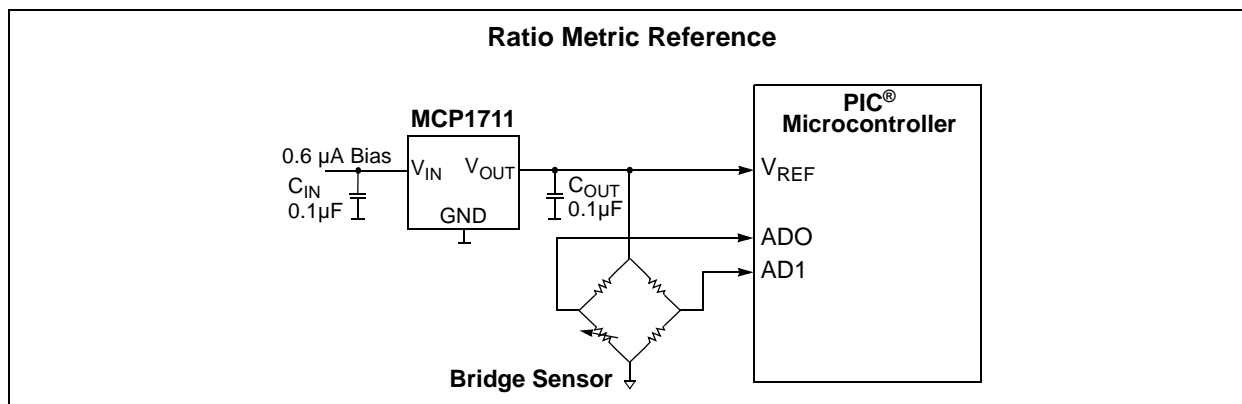 Ratio Metric Reference
PIC®
Microcontroller
MCP1711
0.6 µA Bias
VIN
VOUT
VREF
CIN
0.1µF
COUT
0.1µF
GND
ADO
AD1
Bridge Sensor